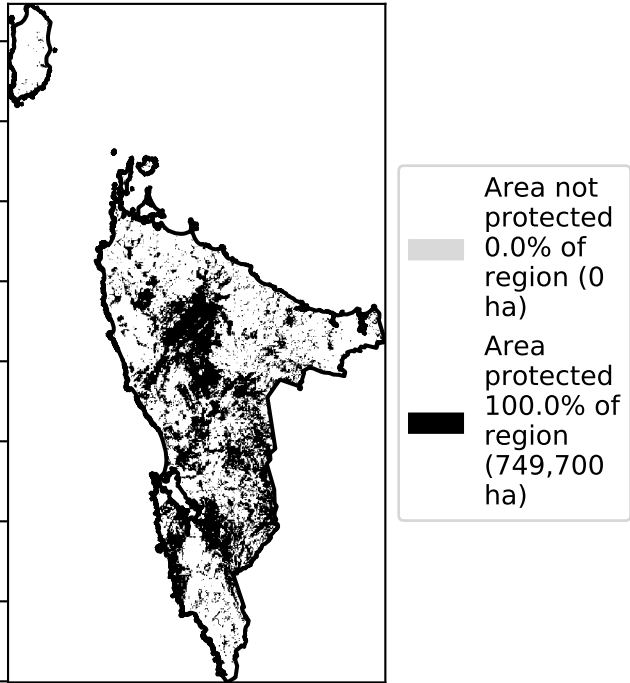 Area not
protected
0.0% of
region (0
ha)
Area
protected
100.0% of
region
(749,700
ha)